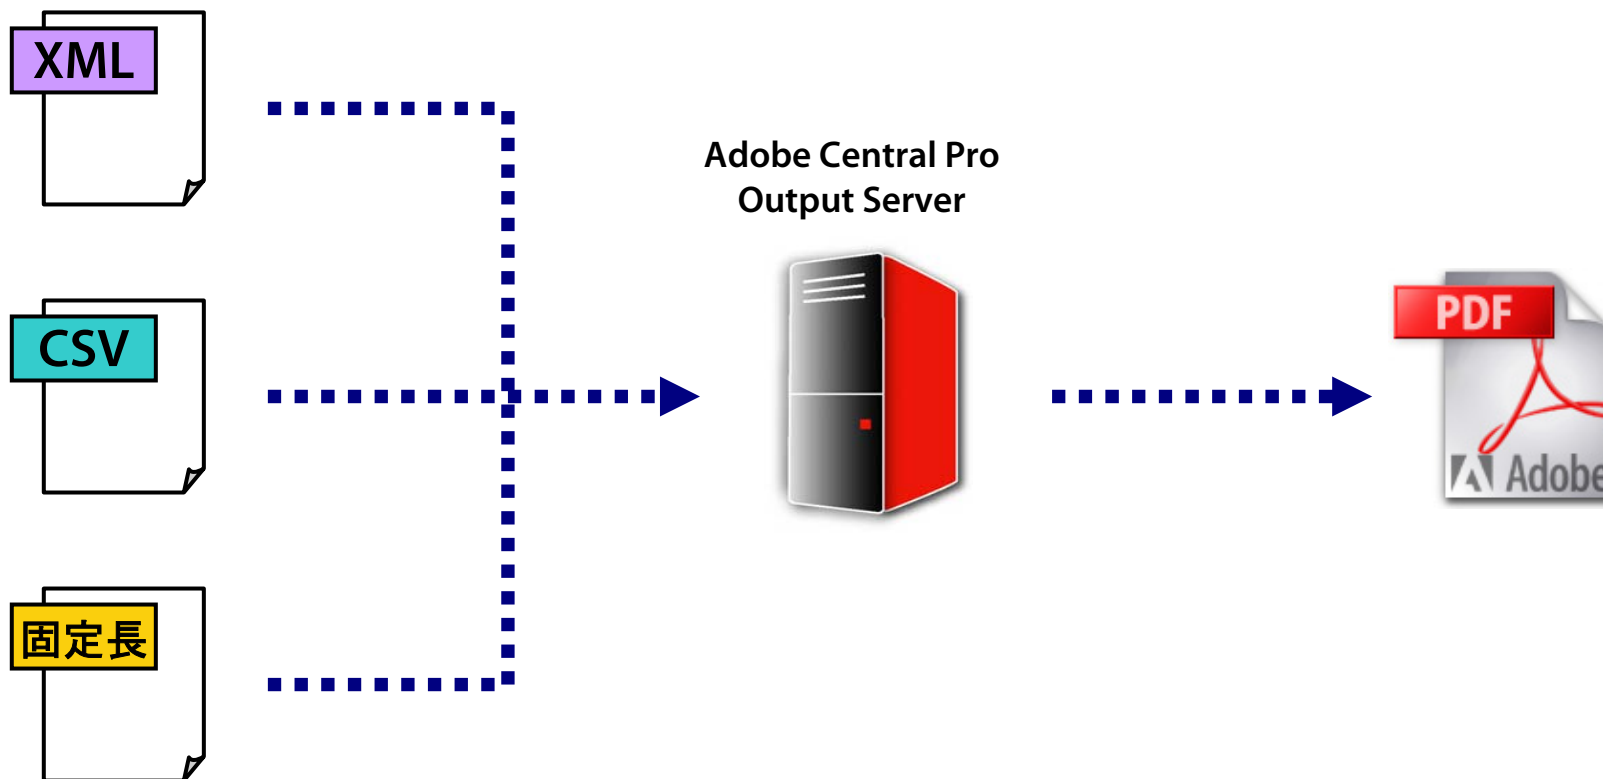 XML
Adobe Central Pro
Output Server
CSV
PDF
Adobe
固定長